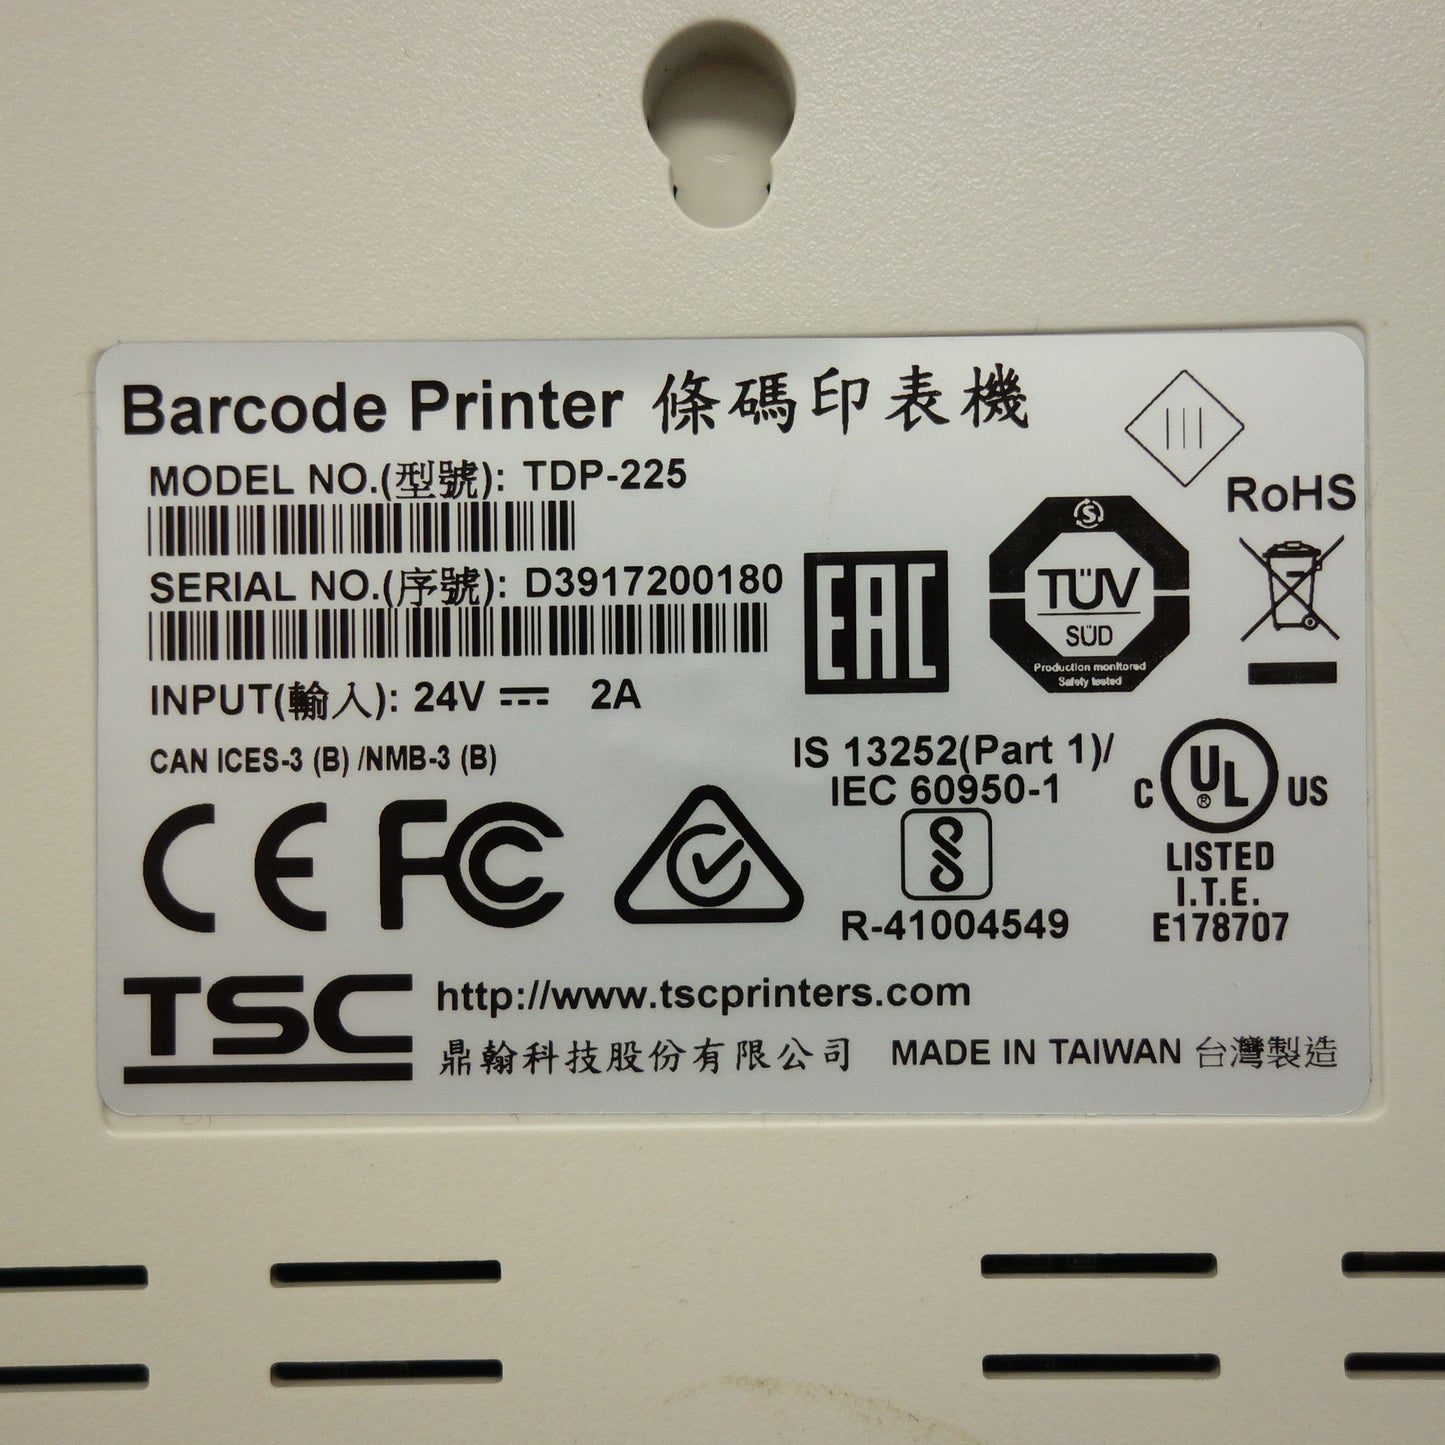 Barcode Printer 條碼印表機
MODEL NO.(型號): TDP-225
SERIAL NO.(序號): D3917200180
INPUT(輸入): 24V ⎓ 2A
CAN ICES-3 (B) /NMB-3 (B)
CE FC
EAC
S
TÜV
SÜD
Production monitored
Safety tested
RoHS
IS 13252(Part 1)/
IEC 60950-1
R-41004549
C UL® US
LISTED
I.T.E.
E178707
TSC http://www.tscprinters.com
鼎翰科技股份有限公司 MADE IN TAIWAN 台灣製造